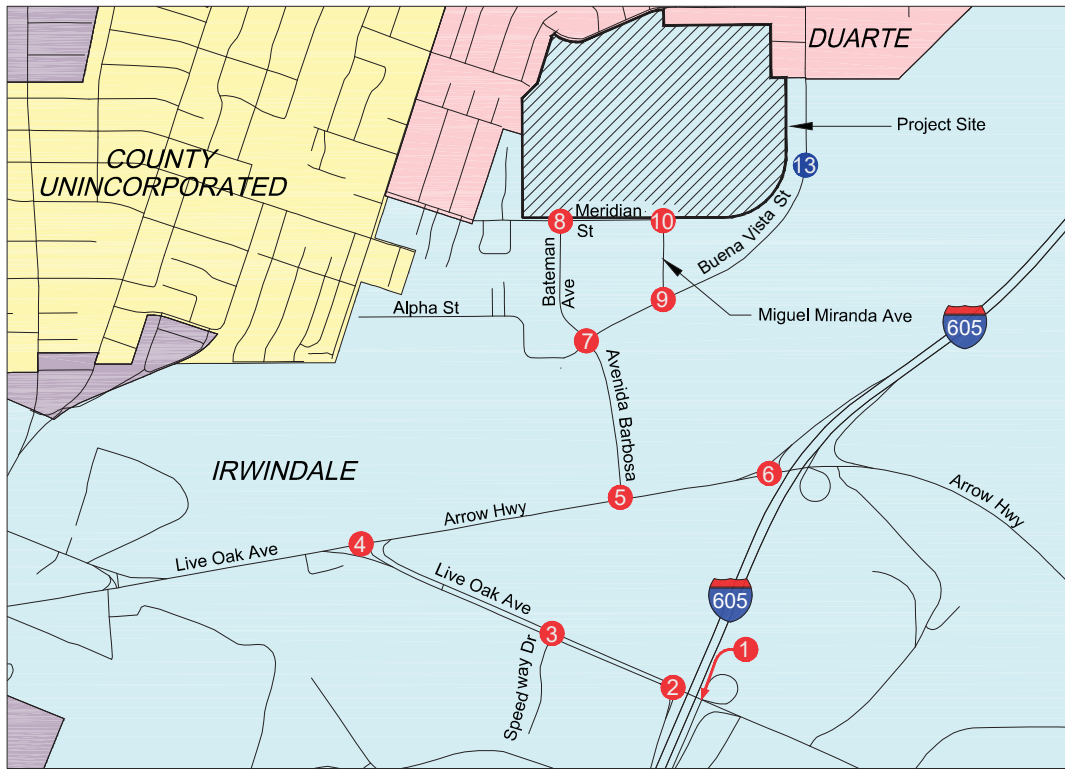 DUARTE
Project Site
COUNTY
UNINCORPORATED
13
Meridian
St
8
10
Buena Vista St
Bateman
Ave
9
Alpha St
Miguel Miranda Ave
605
7
Avenida Barbosa
IRWINDALE
6
5
Arrow Hwy
Arrow Hwy
4
Live Oak Ave
Live Oak Ave
605
3
Speedway Dr
1
2